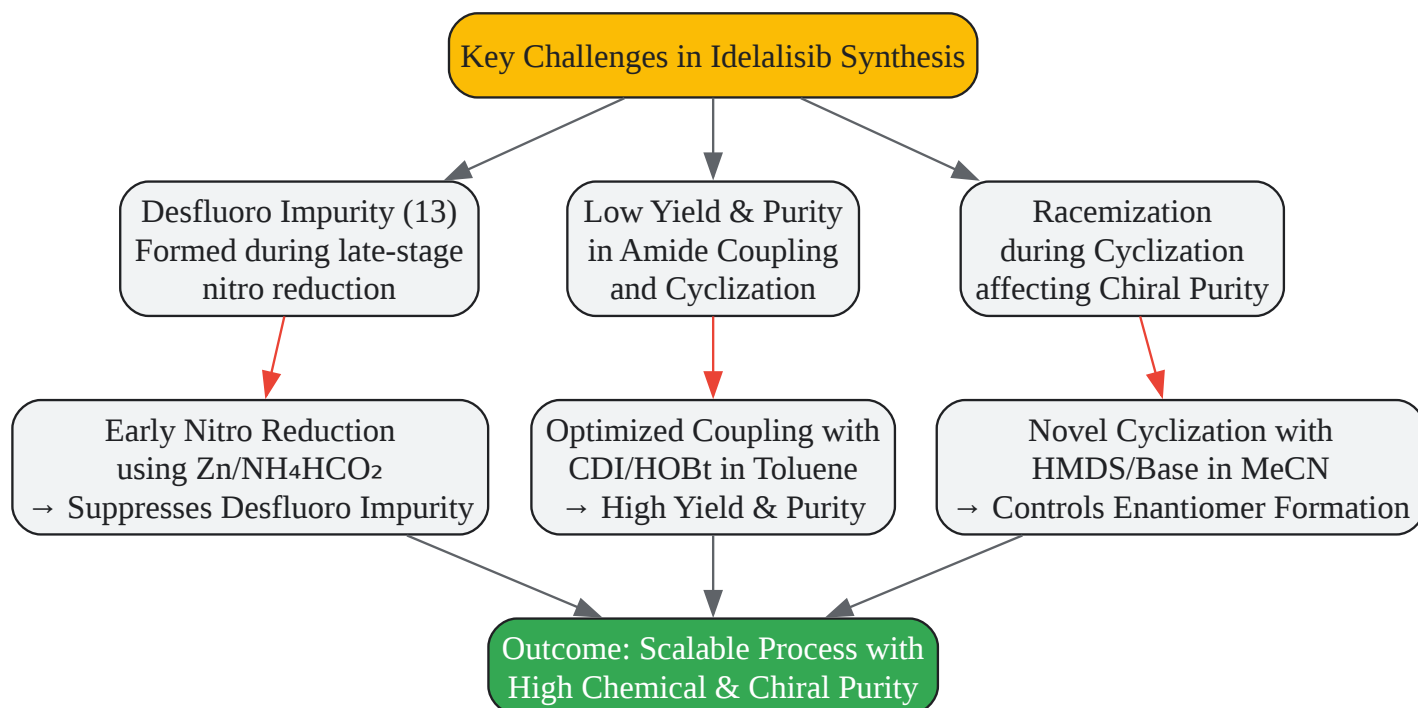 Key Challenges in Idelalisib Synthesis
Desfluoro Impurity (13)
Formed during late-stage
nitro reduction
Low Yield & Purity
in Amide Coupling
and Cyclization
Racemization
during Cyclization
affecting Chiral Purity
Early Nitro Reduction
using Zn/NH₄HCO₂
→ Suppresses Desfluoro Impurity
Optimized Coupling with
CDI/HOBt in Toluene
→ High Yield & Purity
Novel Cyclization with
HMDS/Base in MeCN
→ Controls Enantiomer Formation
Outcome: Scalable Process with
High Chemical & Chiral Purity